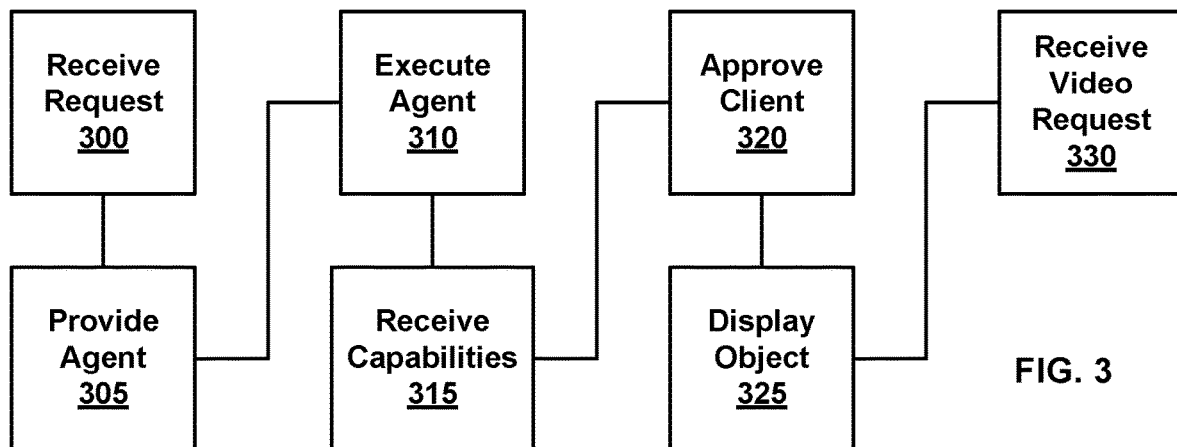 Receive
Request
300
Provide
Agent
305
Execute
Agent
310
Receive
Capabilities
315
Approve
Client
320
Display
Object
325
Receive
Video
Request
330
FIG. 3